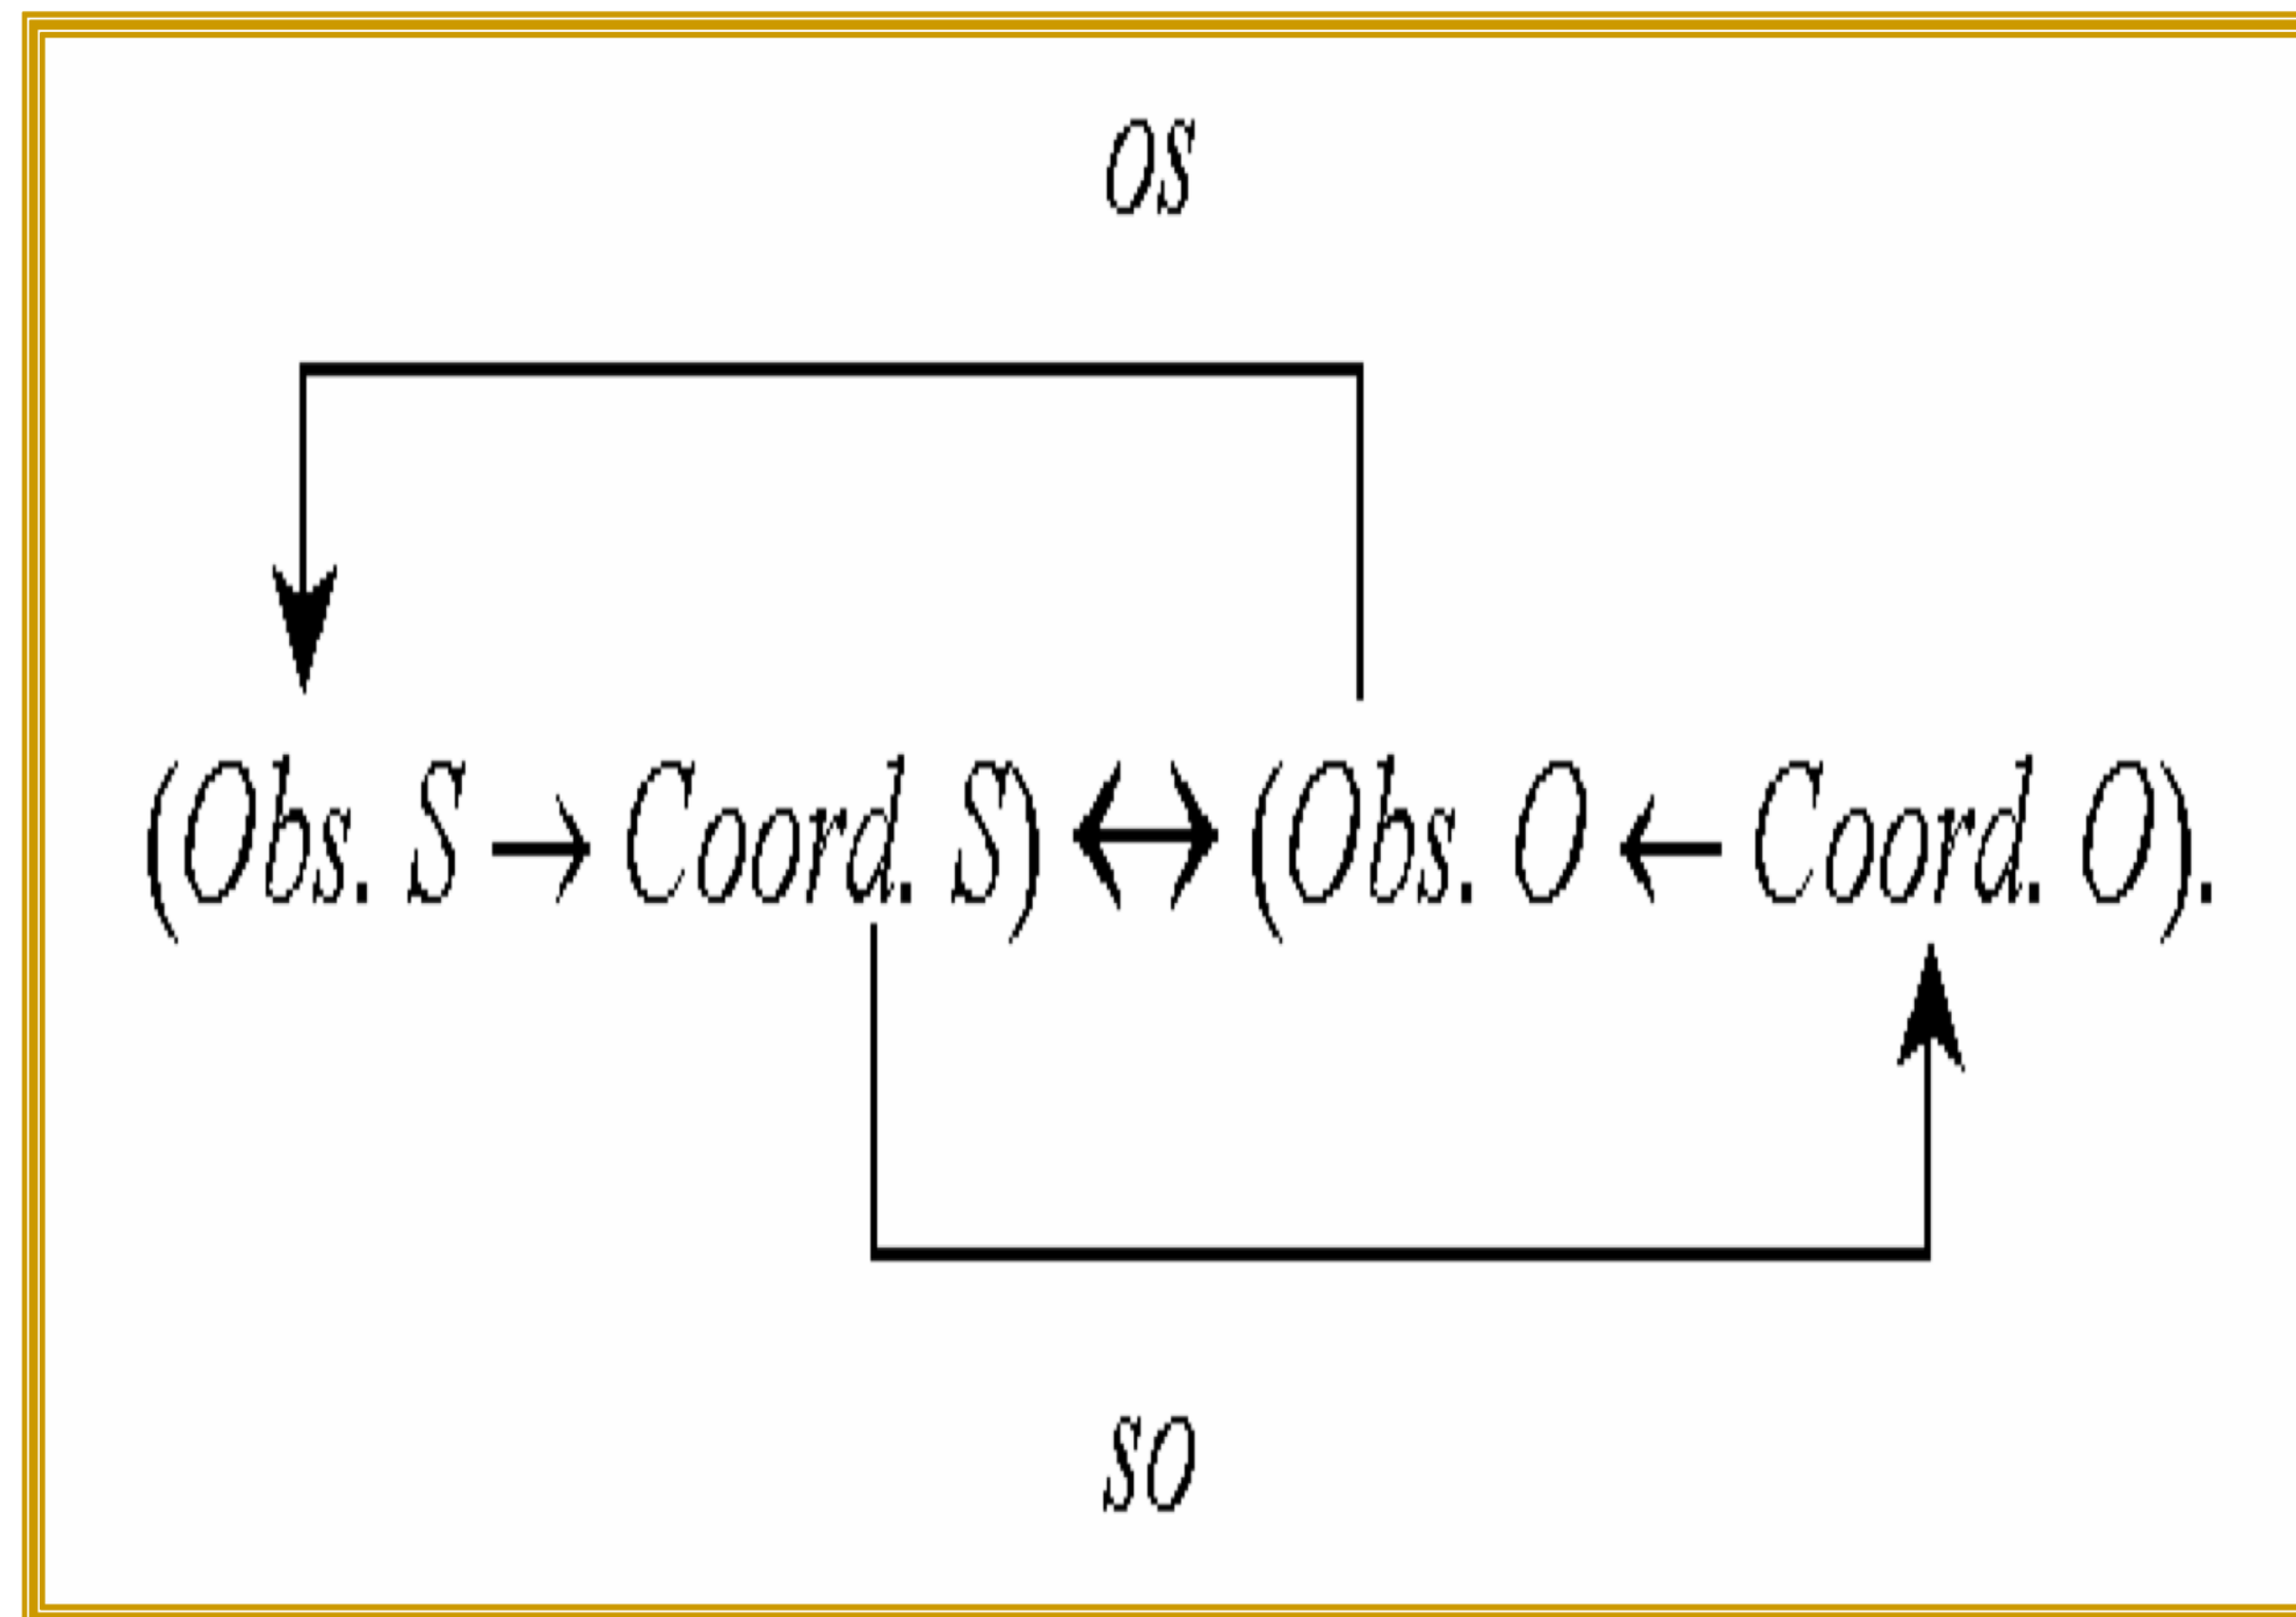 OS
(Obs. S → Coord. S) ↔ (Obs. O ← Coord. O).
SO